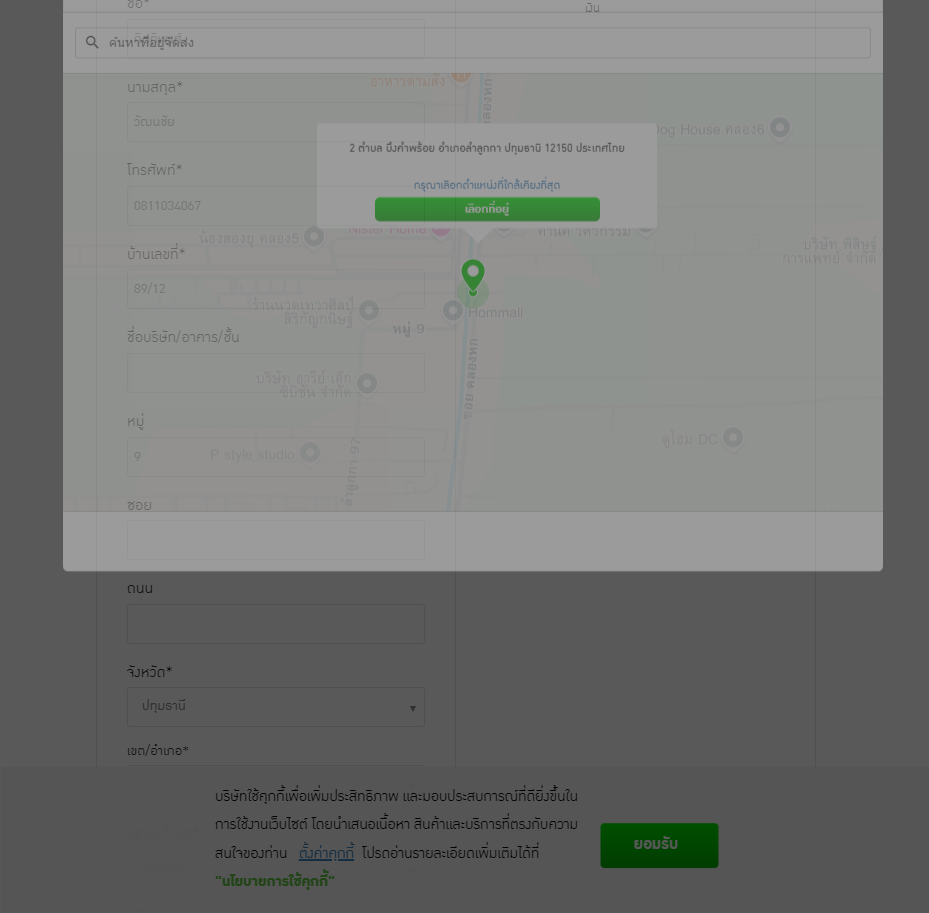 ชื่อ*
ฉัน
ค้นหาที่อยู่จัดส่ง
นามสกุล*
อาหารตามสั่ง
คลองหก
วัฒนชัย
Dog House คลอง6
2 ตำบล บึงคำพร้อย อำเภอลำลูกกา ปทุมธานี 12150 ประเทศไทย
โทรศัพท์*
กรุณาเลือกตำแหน่งที่ใกล้เคียงที่สุด
0811034067
เลือกที่อยู่
Nistar Home
น้องสองยู คลอง5
บริษัท พิสิษฐ์
การแพทย์ จำกัด
บ้านเลขที่*
89/12
ร้านนวดเทวาศิลป์
สิริกัญกนิษฐ์
Hommall
หมู่ 9
ชื่อบริษัท/อาคาร/ชั้น
ซอย คลองหก
บริษัท อาวีย์ เอ็ก
ซิบิชัน จำกัด
หมู่
ดูโฮม DC
9
P style studio
ลำลูกกา 97
ซอย
ถนน
จังหวัด*
ปทุมธานี
เขต/อำเภอ*
บริษัทใช้คุกกี้เพื่อเพิ่มประสิทธิภาพ และมอบประสบการณ์ที่ดียิ่งขึ้นใน
การใช้งานเว็บไซต์ โดยนำเสนอเนื้อหา สินค้าและบริการที่ตรงกับความ
สนใจของท่าน ตั้งค่าคุกกี้ โปรดอ่านรายละเอียดเพิ่มเติมได้ที่
"นโยบายการใช้คุกกี้"
ยอมรับ